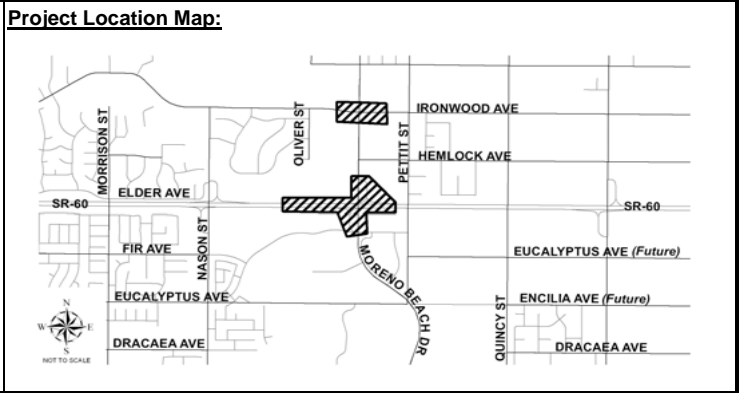 Project Location Map:
MORRISON ST
OLIVER ST
IRONWOOD AVE
PETTIT ST
HEMLOCK AVE
ELDER AVE
SR-60
SR-60
NASON ST
FIR AVE
MORENO BEACH DR
EUCALYPTUS AVE (Future)
EUCALYPTUS AVE
QUINCY ST
ENCILIA AVE (Future)
N
W
E
S
NOT TO SCALE
DRACAEA AVE
DRACAEA AVE